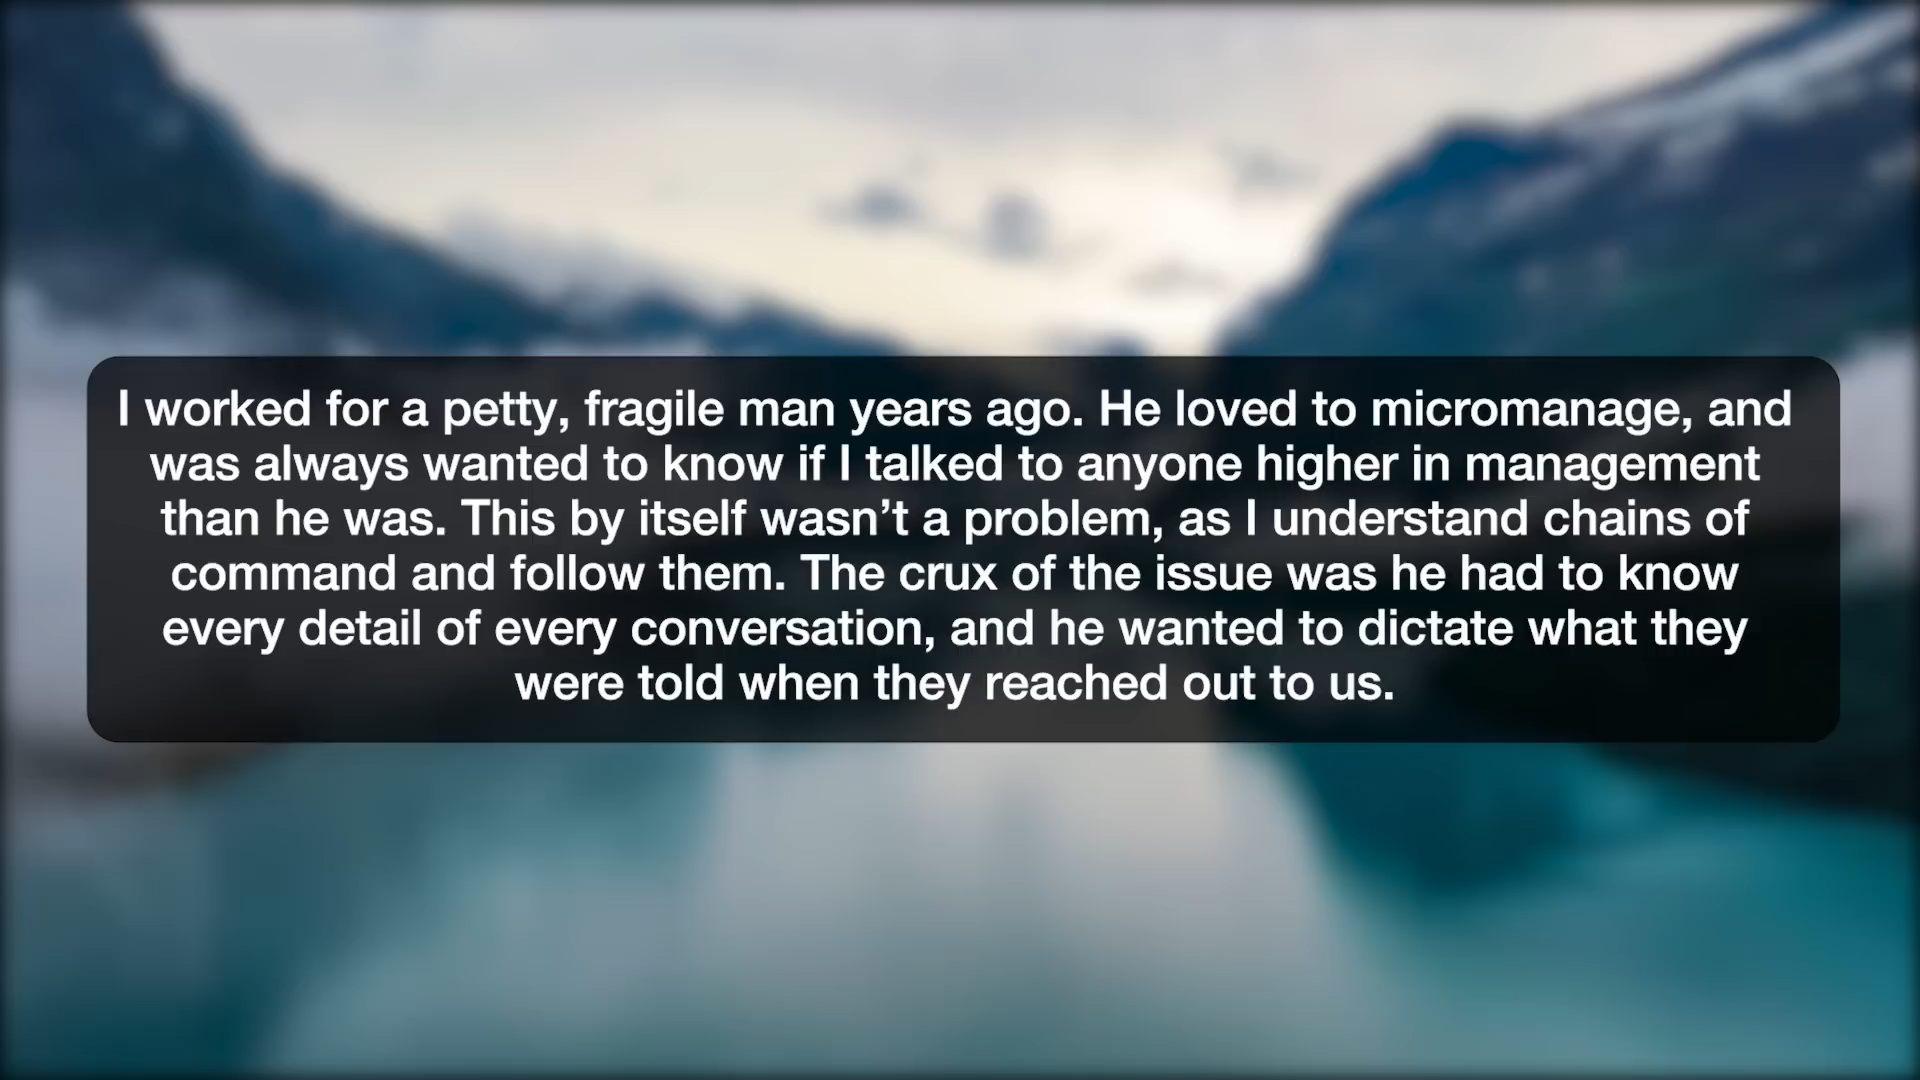 I worked for a petty, fragile man years ago. He loved to micromanage, and
was always wanted to know if I talked to anyone higher in management
than he was. This by itself wasn’t a problem, as I understand chains of
command and follow them. The crux of the issue was he had to know
every detail of every conversation, and he wanted to dictate what they
were told when they reached out to us.